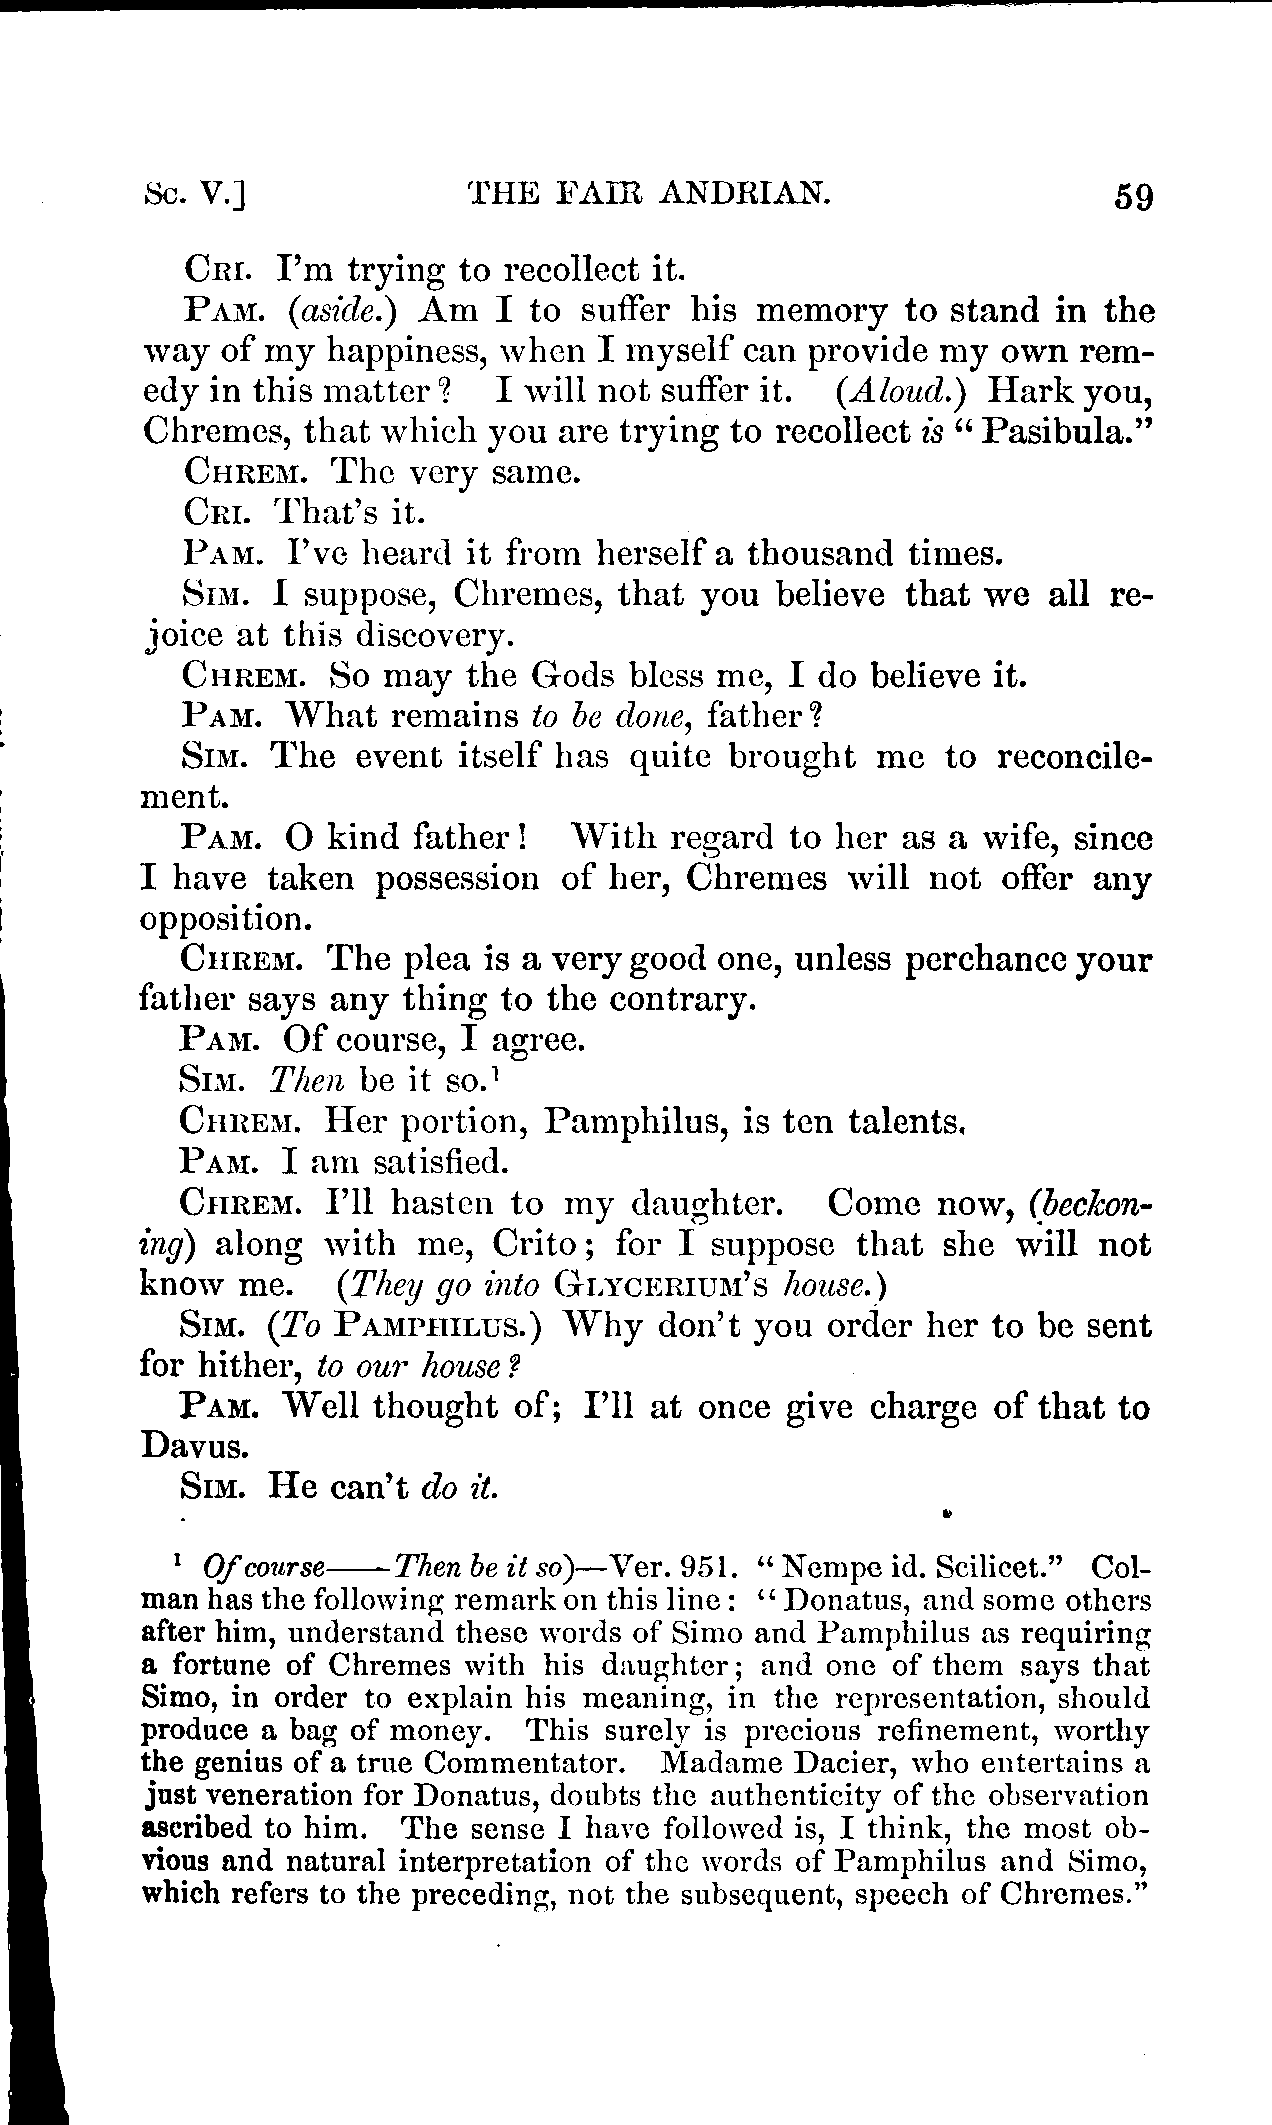 Sc. V.] THE FAIR ANDRIAN. 59
CRI. I'm trying to recollect it.
PAM. (aside.) Am I to suffer his memory to stand in the
way of my happiness, when I myself can provide my own rem-
edy in this matter? I will not suffer it. (Aloud.) Hark you,
Chremes, that which you are trying to recollect is "Pasibula."
CHREM. The very same.
CRI. That's it.
PAM. I've heard it from herself a thousand times.
SIM. I suppose, Chremes, that you believe that we all re-
joice at this discovery.
CHREM. So may the Gods bless me, I do believe it.
PAM. What remains to be done, father?
SIM. The event itself has quite brought me to reconcile-
ment.
PAM. O kind father! With regard to her as a wife, since
I have taken possession of her, Chremes will not offer any
opposition.
CHREM. The plea is a very good one, unless perchance your
father says any thing to the contrary.
PAM. Of course, I agree.
SIM. Then be it so.¹
CHREM. Her portion, Pamphilus, is ten talents.
PAM. I am satisfied.
CHREM. I'll hasten to my daughter. Come now, (beckon-
ing) along with me, Crito; for I suppose that she will not
know me. (They go into GLYCERIUM'S house.)
SIM. (To PAMPHILUS.) Why don't you order her to be sent
for hither, to our house?
PAM. Well thought of; I'll at once give charge of that to
Davus.
SIM. He can't do it.
¹ Of course——Then be it so)—Ver. 951. "Nempe id. Scilicet." Col-
man has the following remark on this line: "Donatus, and some others
after him, understand these words of Simo and Pamphilus as requiring
a fortune of Chremes with his daughter; and one of them says that
Simo, in order to explain his meaning, in the representation, should
produce a bag of money. This surely is precious refinement, worthy
the genius of a true Commentator. Madame Dacier, who entertains a
just veneration for Donatus, doubts the authenticity of the observation
ascribed to him. The sense I have followed is, I think, the most ob-
vious and natural interpretation of the words of Pamphilus and Simo,
which refers to the preceding, not the subsequent, speech of Chremes."